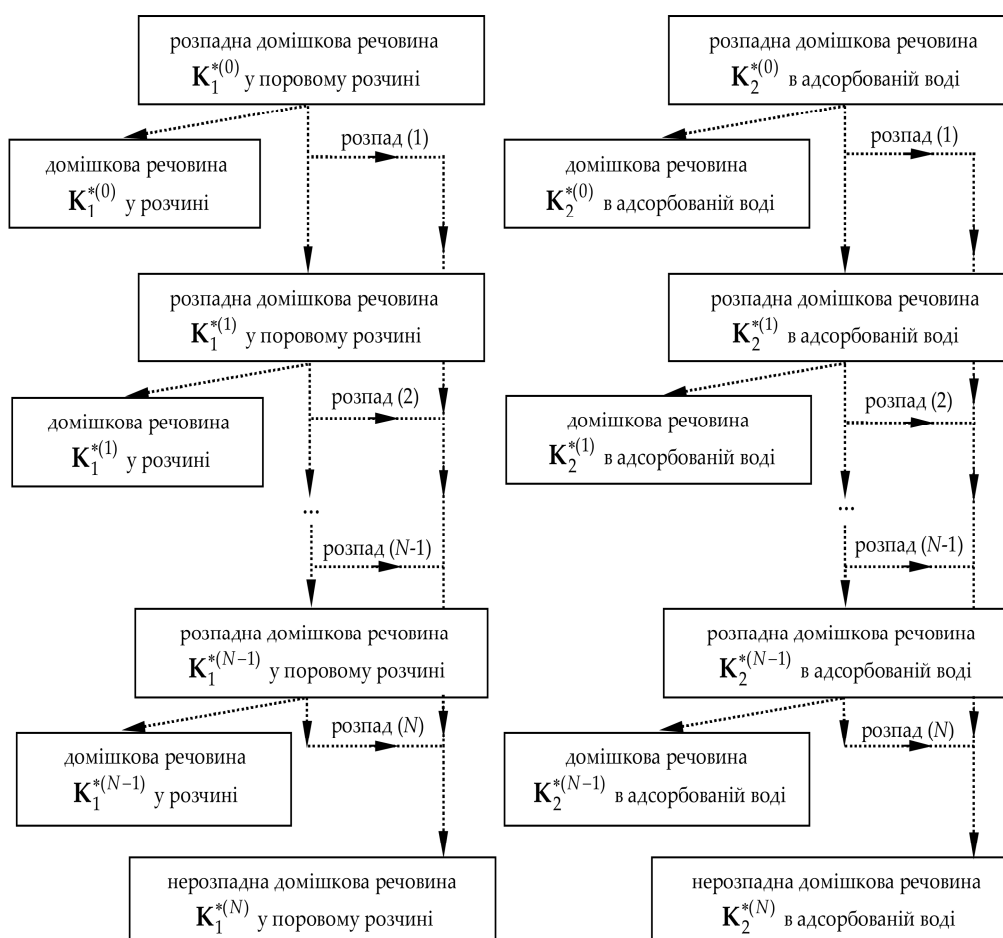 розпадна домішкова речовина
K₁*⁽⁰⁾ у поровому розчині
розпадна домішкова речовина
K₂*⁽⁰⁾ в адсорбованій воді
розпад (1)
розпад (1)
домішкова речовина
K₁*⁽⁰⁾ у розчині
домішкова речовина
K₂*⁽⁰⁾ в адсорбованій воді
розпадна домішкова речовина
K₁*⁽¹⁾ у поровому розчині
розпадна домішкова речовина
K₂*⁽¹⁾ в адсорбованій воді
розпад (2)
розпад (2)
домішкова речовина
K₁*⁽¹⁾ у розчині
домішкова речовина
K₂*⁽¹⁾ в адсорбованій воді
...
...
розпад (N-1)
розпад (N-1)
розпадна домішкова речовина
K₁*⁽ᴺ⁻¹⁾ у поровому розчині
розпадна домішкова речовина
K₂*⁽ᴺ⁻¹⁾ в адсорбованій воді
розпад (N)
розпад (N)
домішкова речовина
K₁*⁽ᴺ⁻¹⁾ у розчині
домішкова речовина
K₂*⁽ᴺ⁻¹⁾ в адсорбованій воді
нерозпадна домішкова речовина
K₁*⁽ᴺ⁾ у поровому розчині
нерозпадна домішкова речовина
K₂*⁽ᴺ⁾ в адсорбованій воді